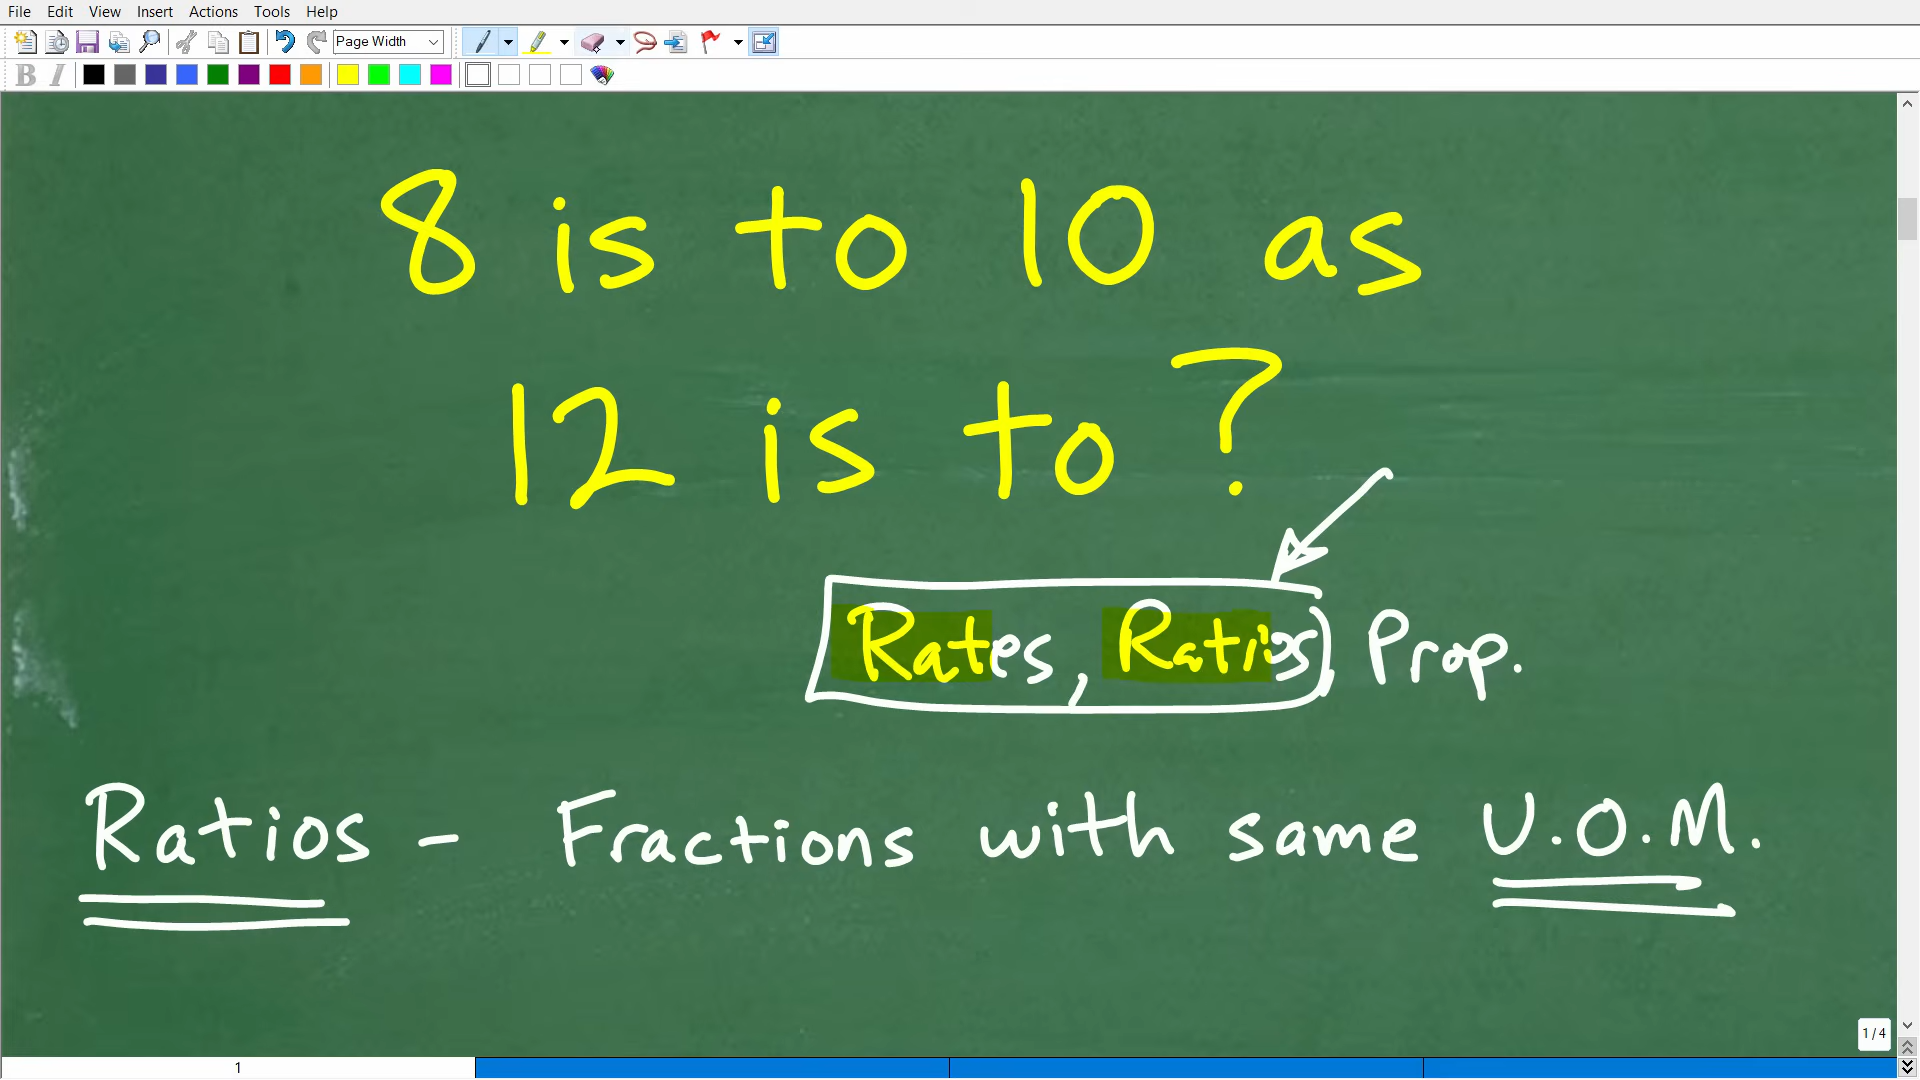 File Edit View Insert Actions Tools Help
Page Width
B I
8 is to 10 as
12 is to ?
Rates, Ratios, Prop.
Ratios - Fractions with same U.O.M.
1 / 4
1